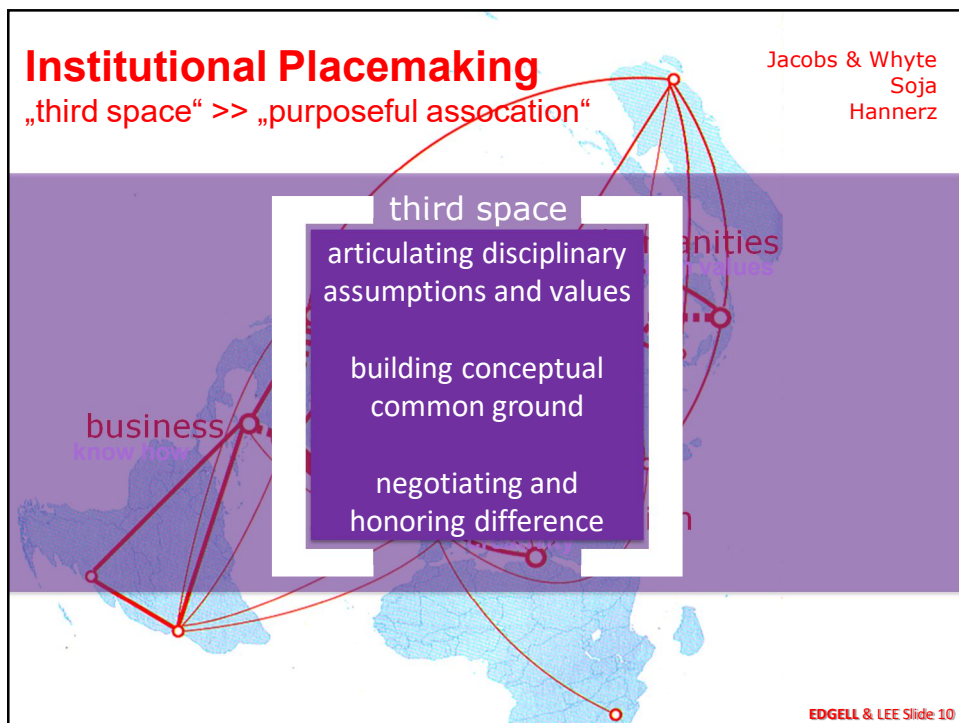 Institutional Placemaking
„third space“ >> „purposeful assocation“
Jacobs & Whyte
Soja
Hannerz
third space
articulating disciplinary
assumptions and values
building conceptual
common ground
negotiating and
honoring difference
business
know how
values
EDGELL & LEE Slide 10